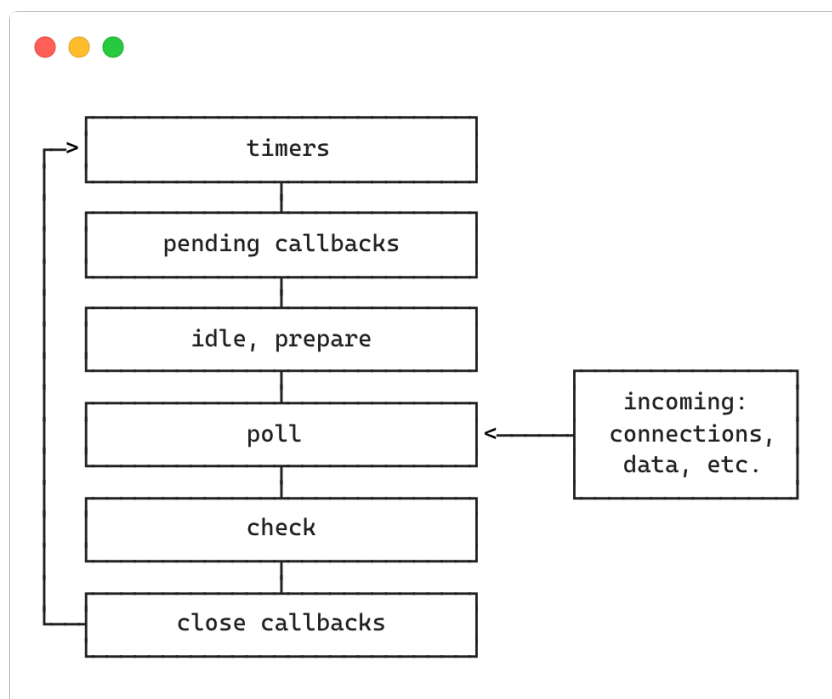 timers
pending callbacks
idle, prepare
poll
incoming:
connections,
data, etc.
check
close callbacks